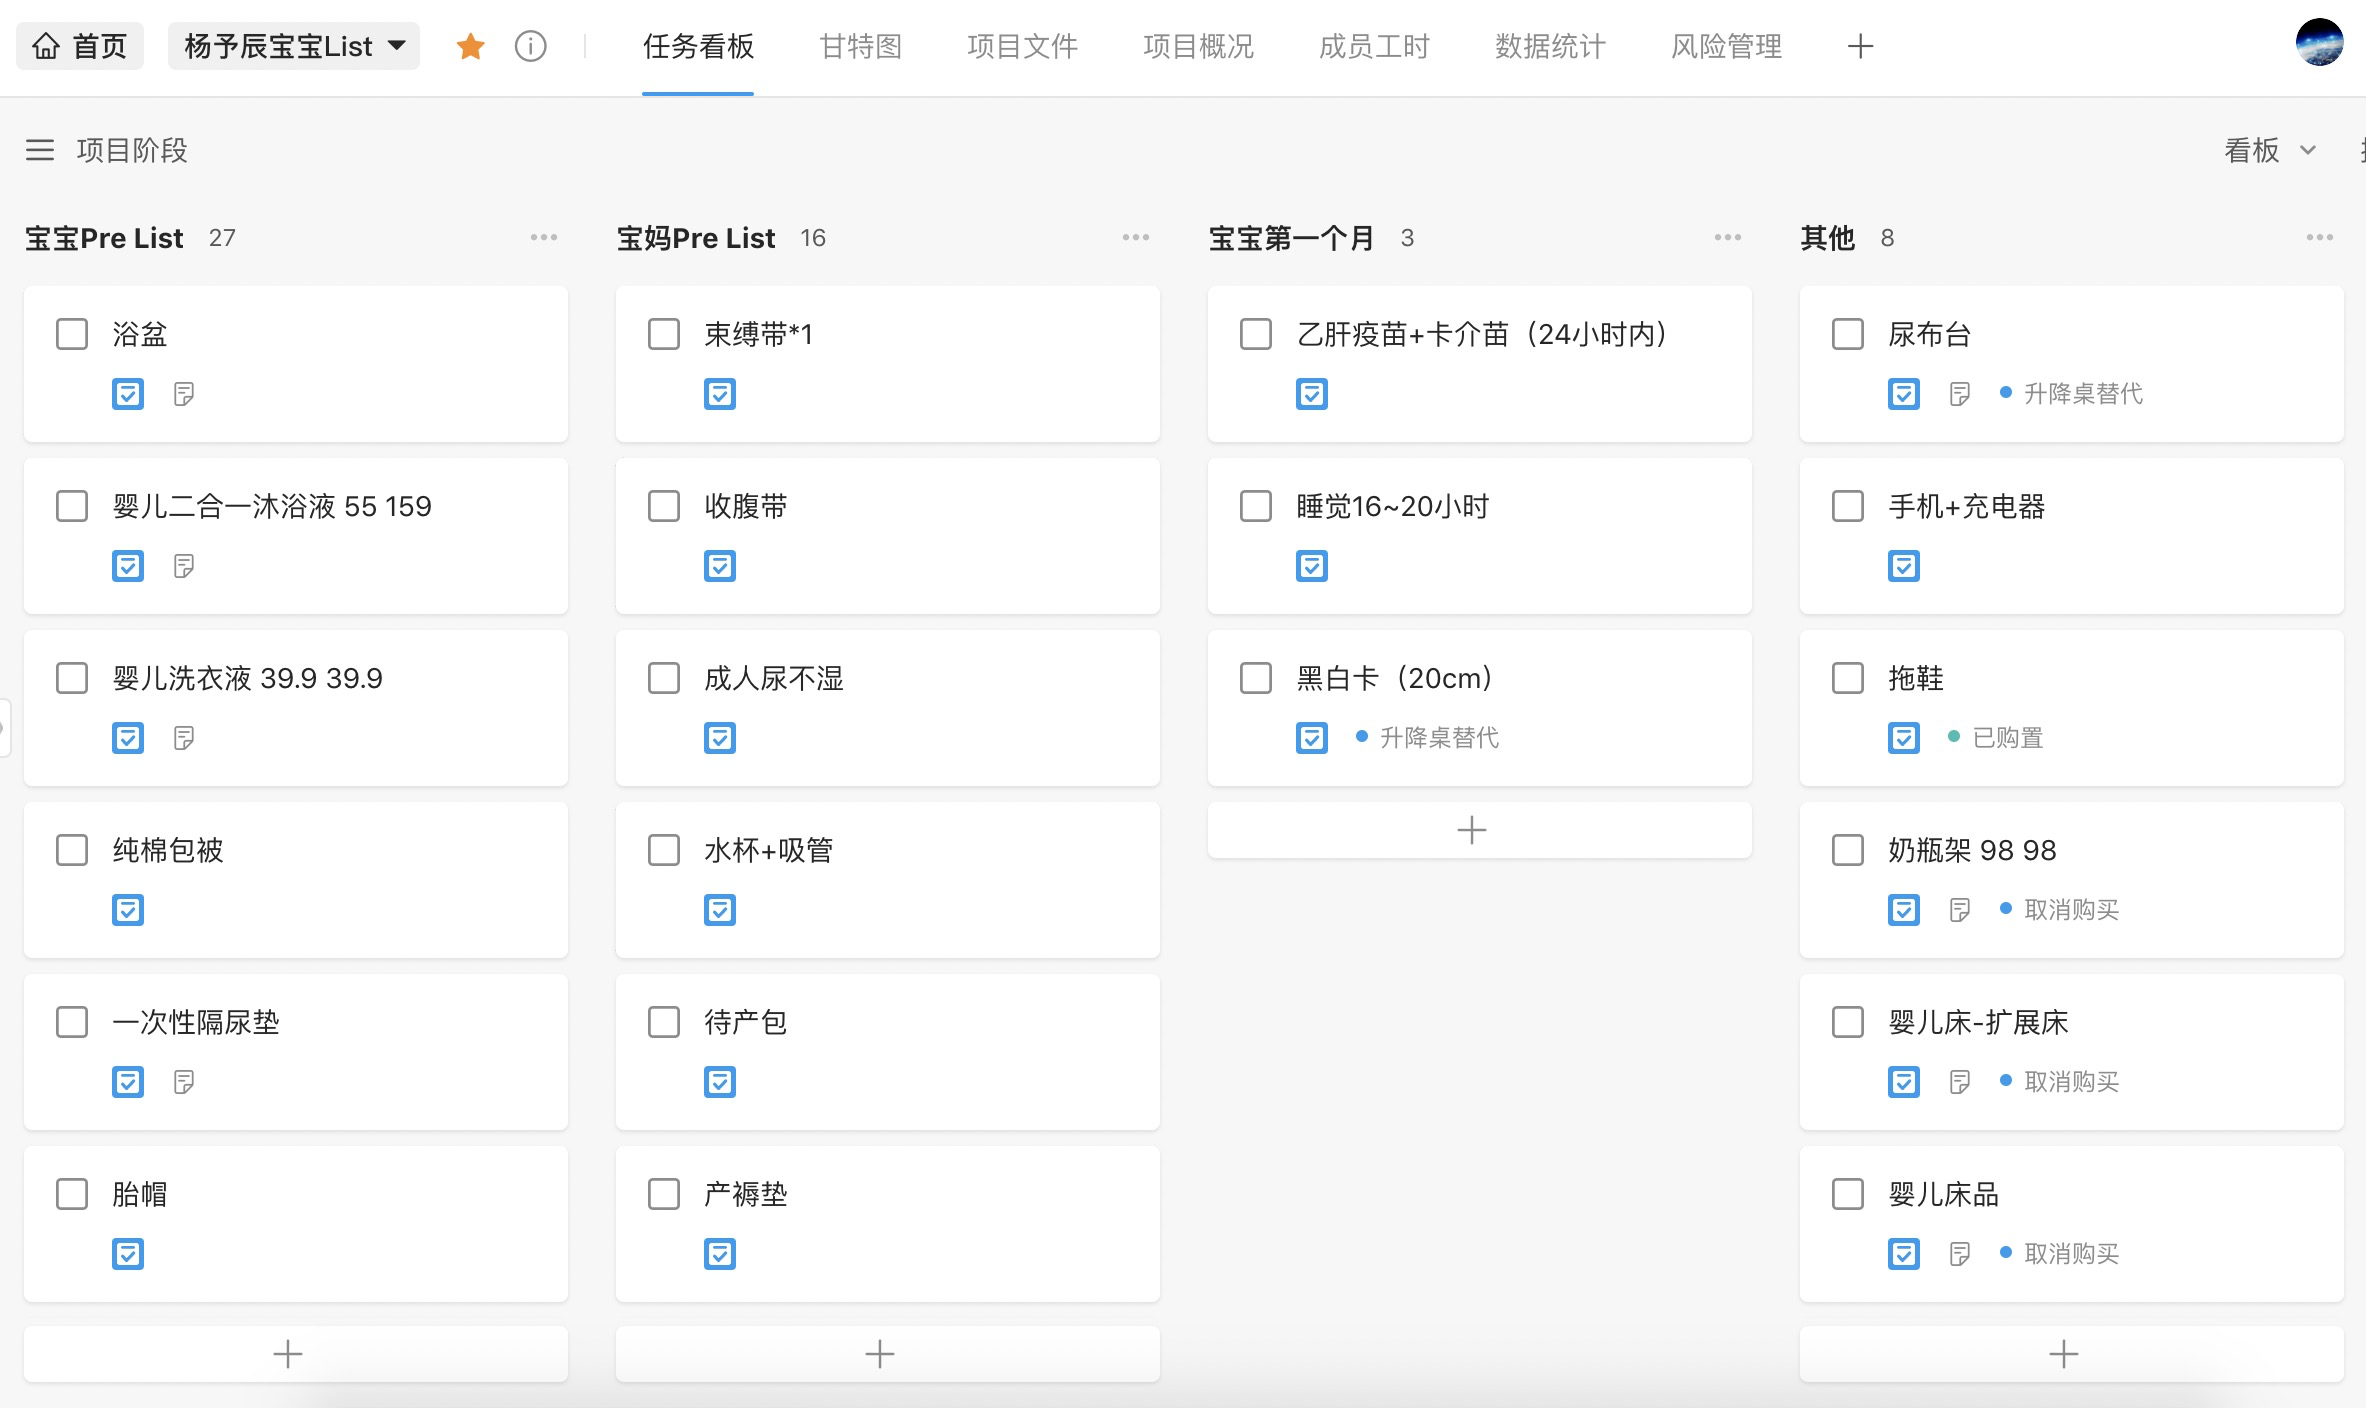 首页 杨予辰宝宝List 任务看板 甘特图 项目文件 项目概况 成员工时 数据统计 风险管理
项目阶段 看板
宝宝Pre List 27
浴盆
婴儿二合一沐浴液 55 159
婴儿洗衣液 39.9 39.9
纯棉包被
一次性隔尿垫
胎帽
宝妈Pre List 16
束缚带*1
收腹带
成人尿不湿
水杯+吸管
待产包
产褥垫
宝宝第一个月 3
乙肝疫苗+卡介苗（24小时内）
睡觉16~20小时
黑白卡（20cm）
升降桌替代
其他 8
尿布台
升降桌替代
手机+充电器
拖鞋
已购置
奶瓶架 98 98
取消购买
婴儿床-扩展床
取消购买
婴儿床品
取消购买